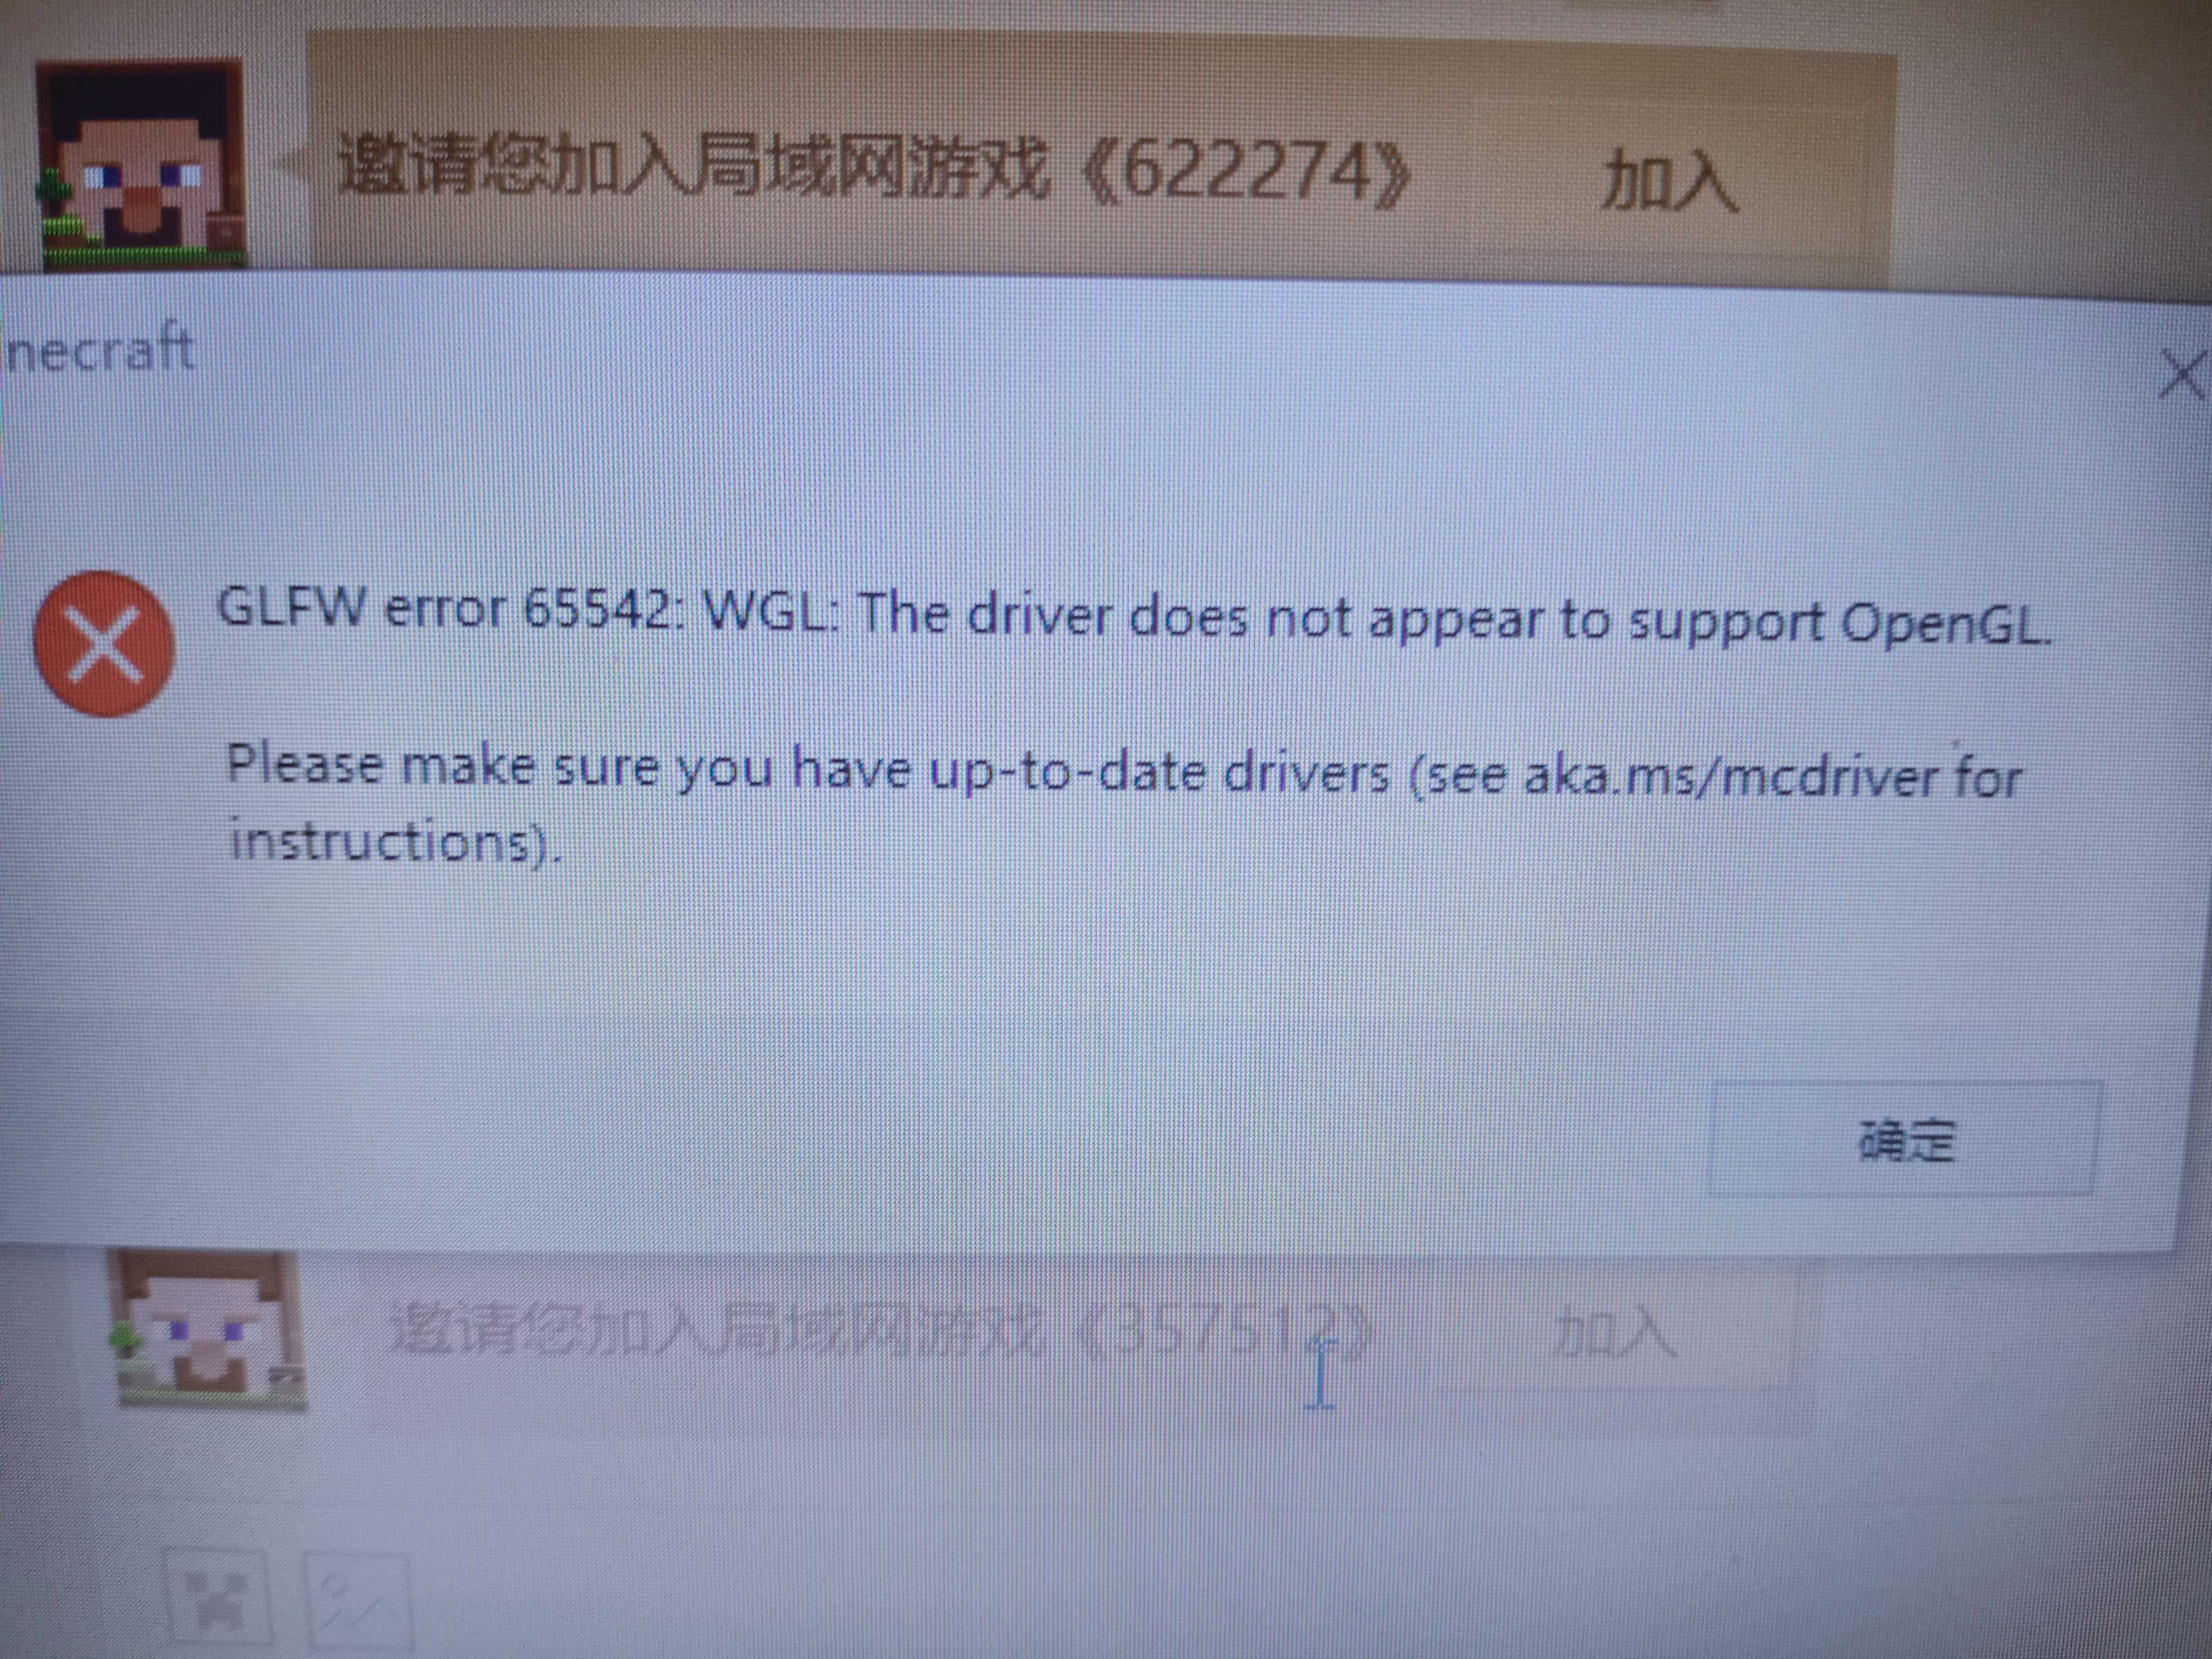 邀请您加入局域网游戏《622274》 加入
necraft
GLFW error 65542: WGL: The driver does not appear to support OpenGL.
Please make sure you have up-to-date drivers (see aka.ms/mcdriver for
instructions).
确定
邀请您加入局域网游戏《357512》 加入